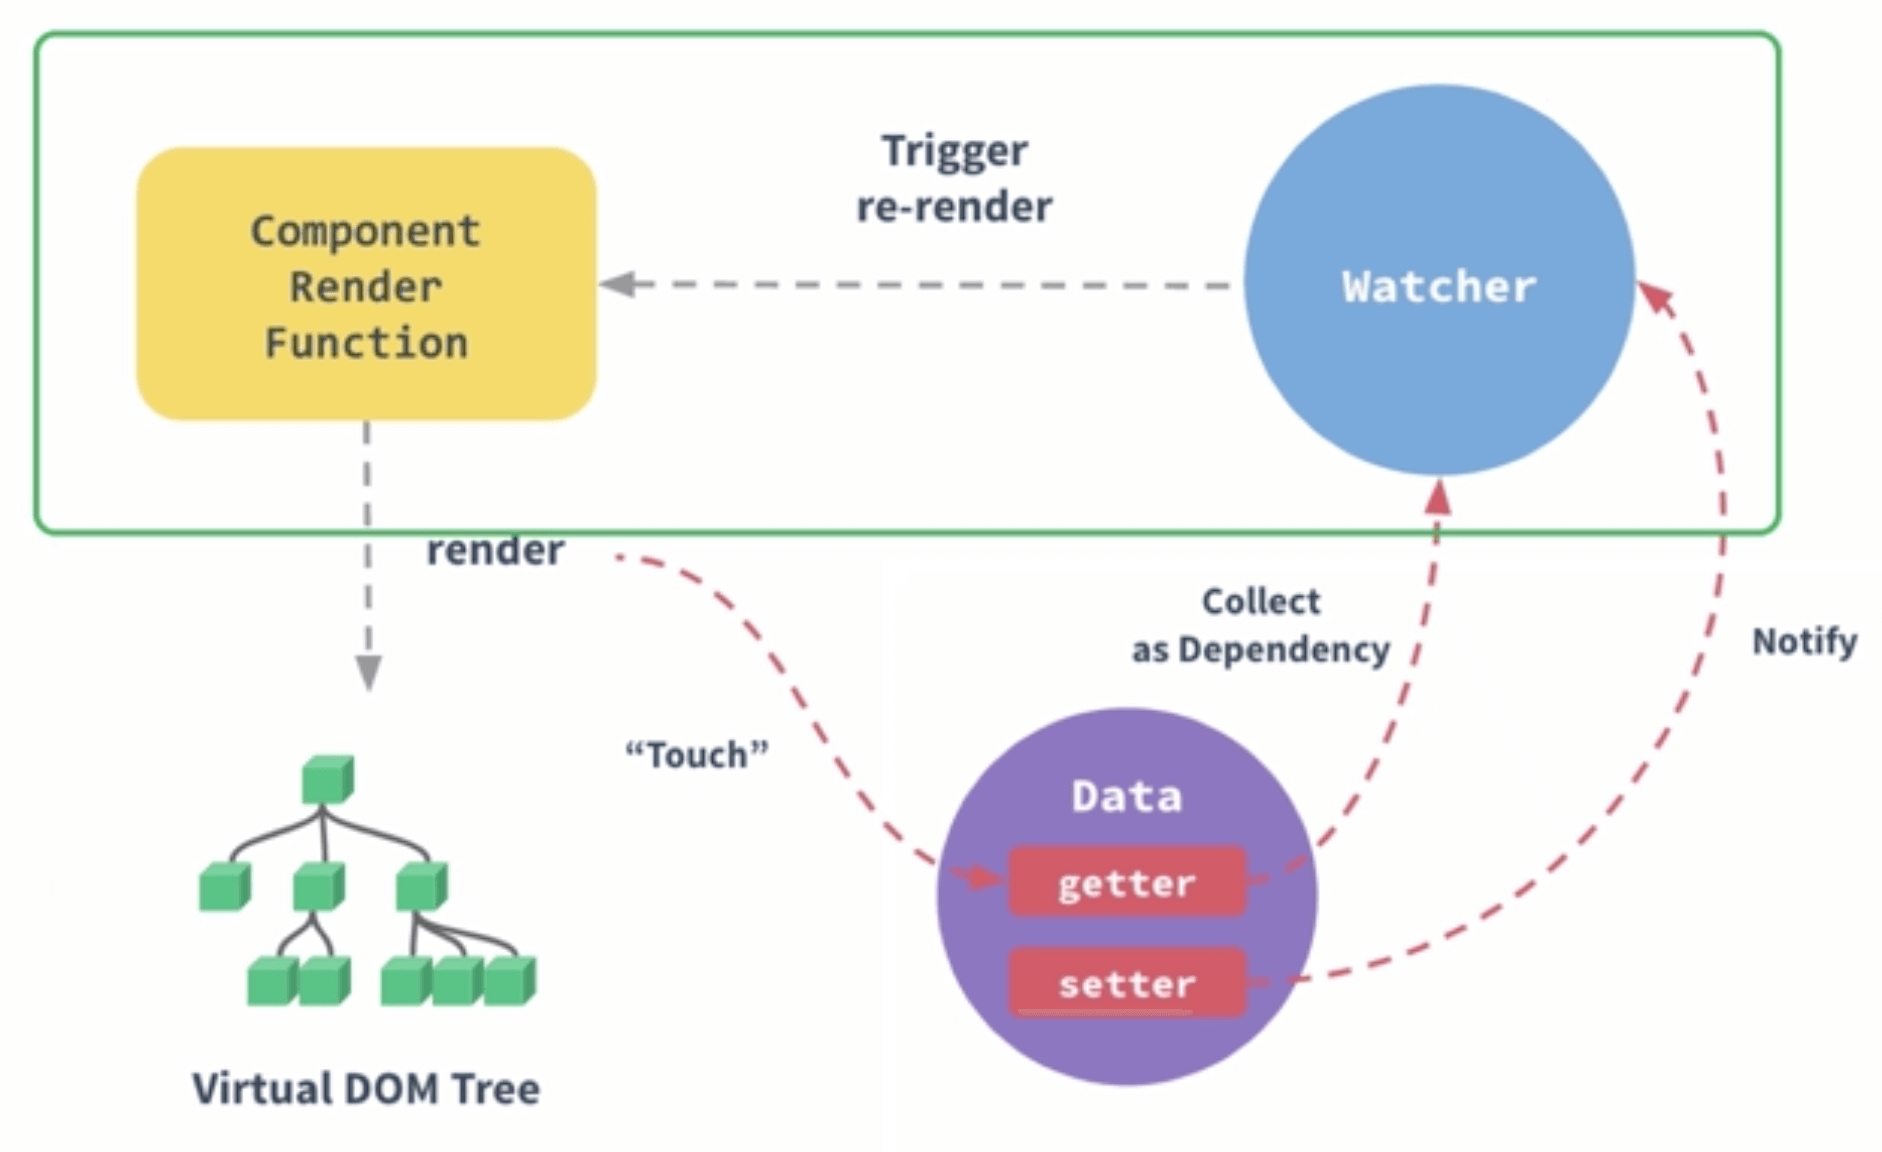 Trigger
re-render
Component
Render
Function
Watcher
render
Collect
as Dependency
Notify
“Touch”
Data
getter
setter
Virtual DOM Tree